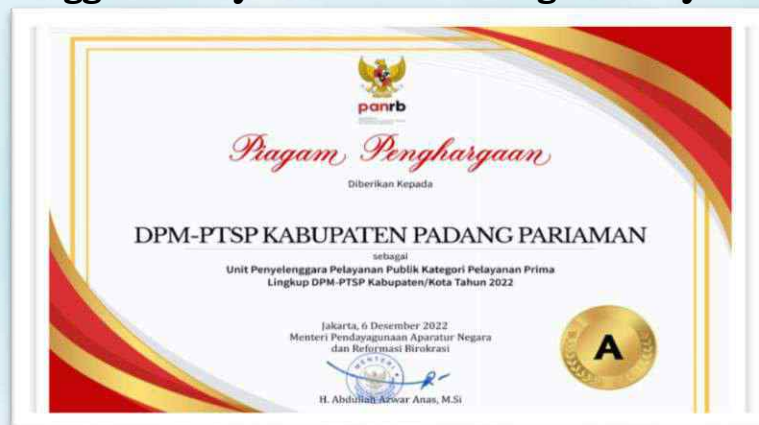 panrb
Piagam Penghargaan
Diberikan Kepada
DPM-PTSP KABUPATEN PADANG PARIAMAN
sebagai
Unit Penyelenggara Pelayanan Publik Kategori Pelayanan Prima
Lingkup DPM-PTSP Kabupaten/Kota Tahun 2022
Jakarta, 6 Desember 2022
Menteri Pendayagunaan Aparatur Negara
dan Reformasi Birokrasi
MENTERI
H. Abdullah Azwar Anas, M.Si
A